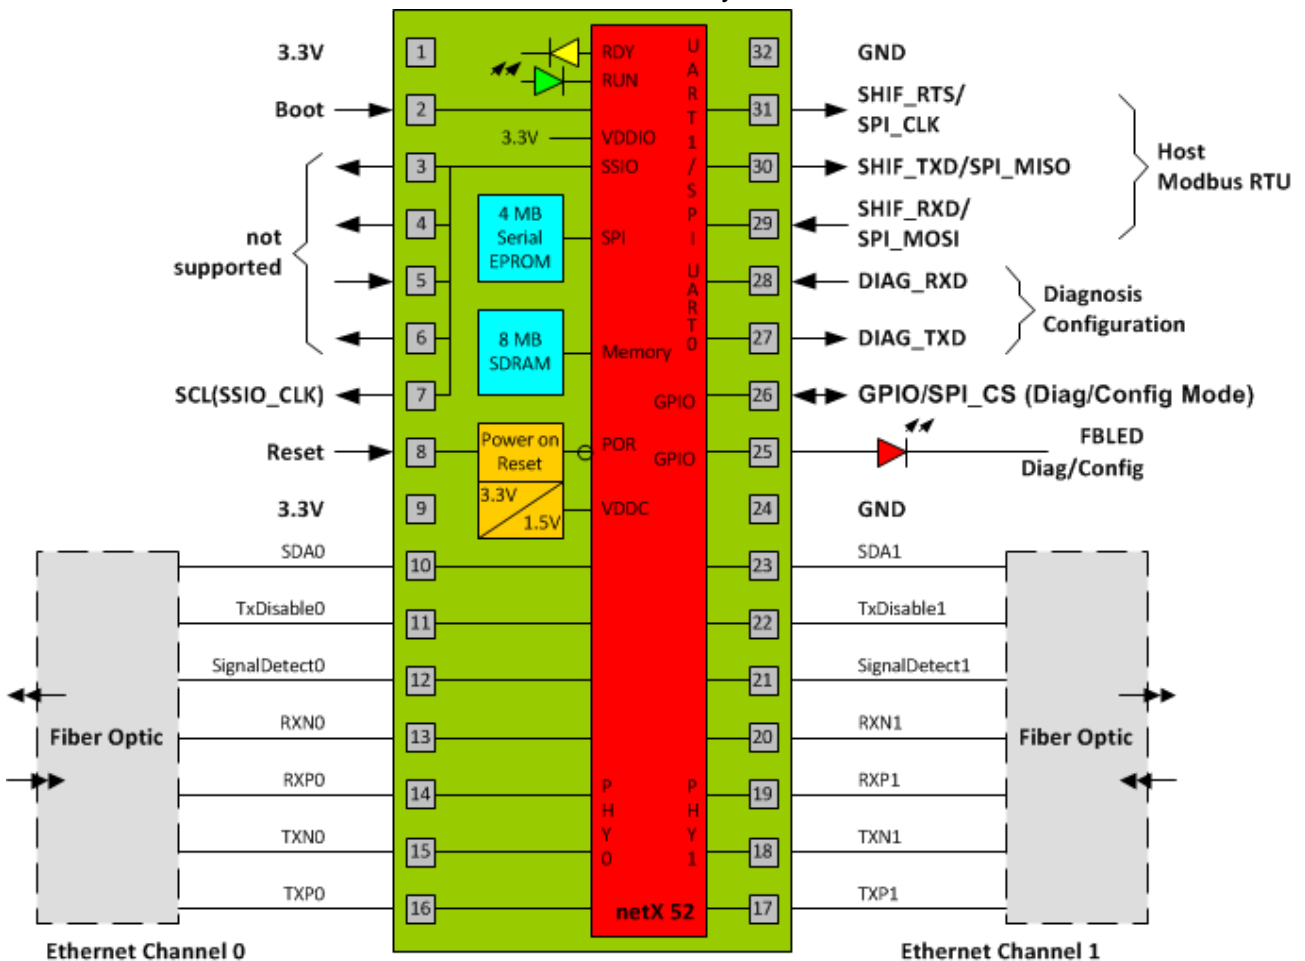 3.3V
1
RDY
32
GND
RUN
UART1/SPI
SHIF_RTS/
SPI_CLK
Boot
2
31
3.3V
VDDIO
3
SSIO
30
SHIF_TXD/SPI_MISO
Host
Modbus RTU
not
supported
4
4 MB
Serial
EPROM
SPI
29
SHIF_RXD/
SPI_MOSI
5
UART0
28
DIAG_RXD
Diagnosis
Configuration
6
8 MB
SDRAM
Memory
27
DIAG_TXD
SCL(SSIO_CLK)
7
GPIO
26
GPIO/SPI_CS (Diag/Config Mode)
Reset
8
Power on
Reset
POR
GPIO
25
FBLED
Diag/Config
3.3V
9
3.3V
1.5V
VDDC
24
GND
SDA0
10
23
SDA1
TxDisable0
11
22
TxDisable1
SignalDetect0
12
21
SignalDetect1
Fiber Optic
RXN0
13
20
RXN1
Fiber Optic
RXP0
14
PHY0
PHY1
19
RXP1
TXN0
15
18
TXN1
TXP0
16
netX 52
17
TXP1
Ethernet Channel 0
Ethernet Channel 1